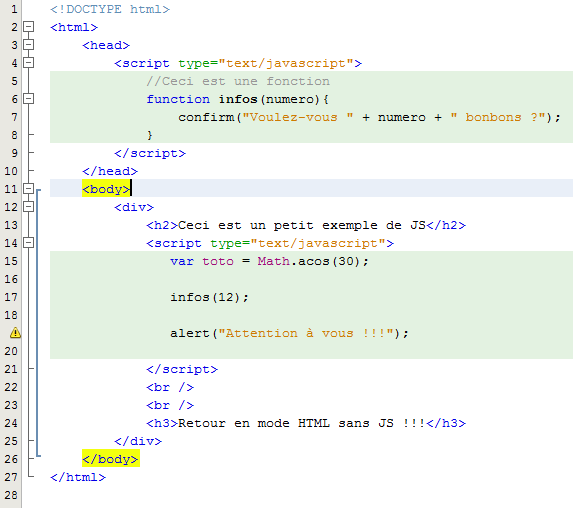 1 <!DOCTYPE html>
2 <html>
3 <head>
4 <script type="text/javascript">
5 //Ceci est une fonction
6 function infos(numero){
7 confirm("Voulez-vous " + numero + " bonbons ?");
8 }
9 </script>
10 </head>
11 <body>
12 <div>
13 <h2>Ceci est un petit exemple de JS</h2>
14 <script type="text/javascript">
15 var toto = Math.acos(30);
16
17 infos(12);
18
alert("Attention à vous !!!");
20
21 </script>
22 <br />
23 <br />
24 <h3>Retour en mode HTML sans JS !!!</h3>
25 </div>
26 </body>
27 </html>
28